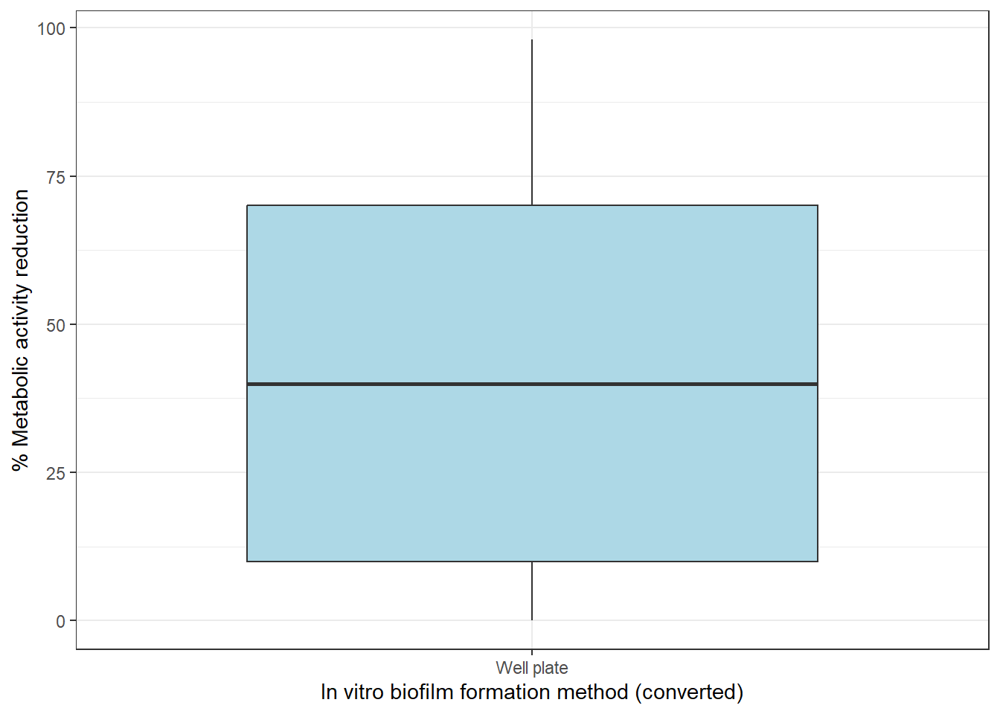 % Metabolic activity reduction
100
75
50
25
0
Well plate
In vitro biofilm formation method (converted)